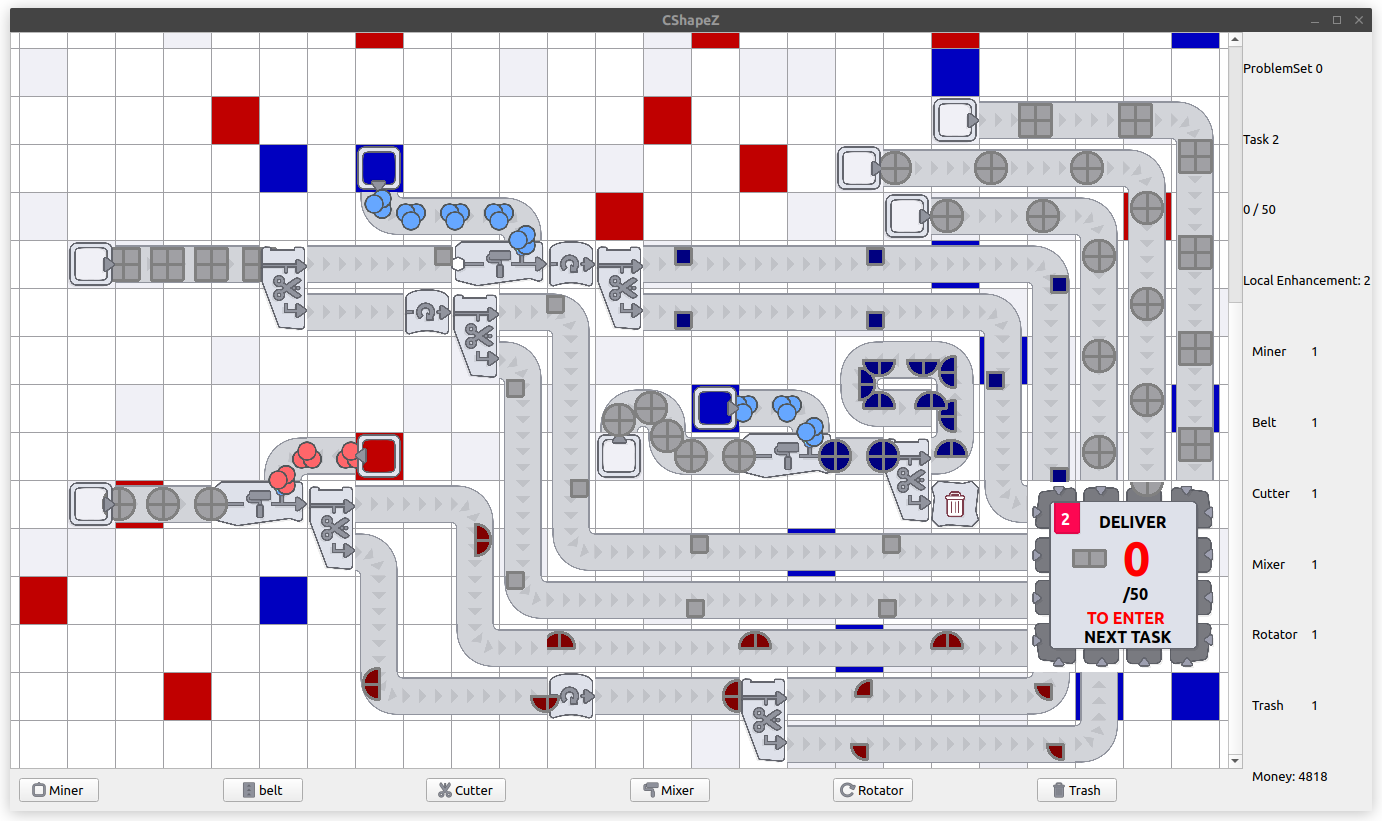 CShapeZ
ProblemSet 0
Task 2
0 / 50
Local Enhancement: 2
Miner 1
Belt 1
Cutter 1
Mixer 1
Rotator 1
Trash 1
Money: 4818
2
DELIVER
0
/50
TO ENTER
NEXT TASK
Miner
belt
Cutter
Mixer
Rotator
Trash